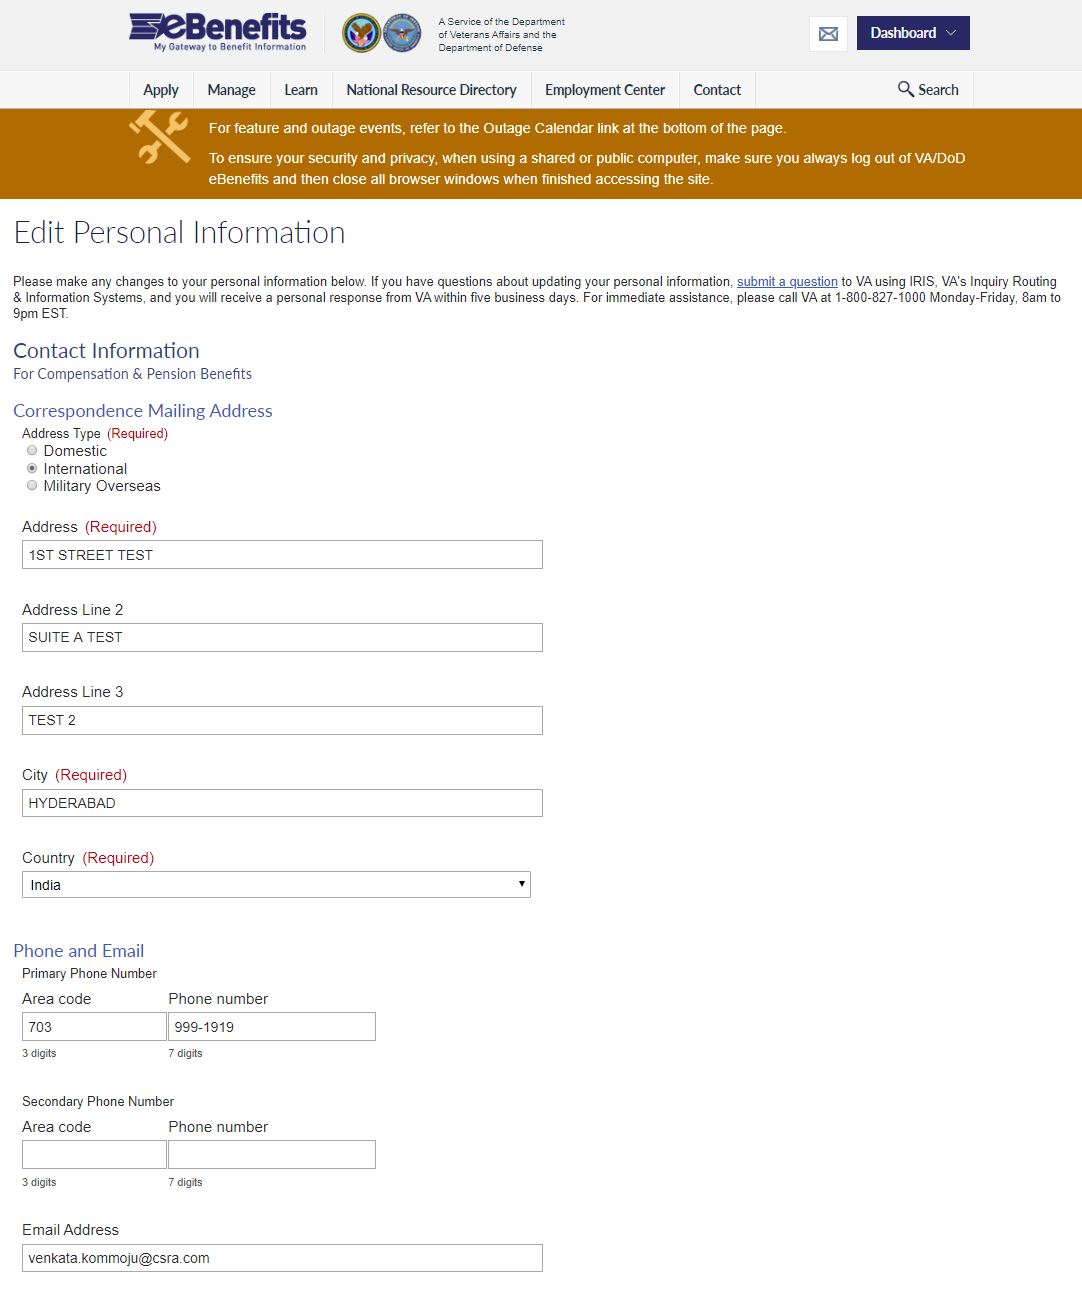 eBenefits
My Gateway to Benefit Information
A Service of the Department
of Veterans Affairs and the
Department of Defense
Dashboard
Apply
Manage
Learn
National Resource Directory
Employment Center
Contact
Search
For feature and outage events, refer to the Outage Calendar link at the bottom of the page.
To ensure your security and privacy, when using a shared or public computer, make sure you always log out of VA/DoD
eBenefits and then close all browser windows when finished accessing the site.
Edit Personal Information
Please make any changes to your personal information below. If you have questions about updating your personal information, submit a question to VA using IRIS, VA's Inquiry Routing
& Information Systems, and you will receive a personal response from VA within five business days. For immediate assistance, please call VA at 1-800-827-1000 Monday-Friday, 8am to
9pm EST.
Contact Information
For Compensation & Pension Benefits
Correspondence Mailing Address
Address Type (Required)
Domestic
International
Military Overseas
Address (Required)
1ST STREET TEST
Address Line 2
SUITE A TEST
Address Line 3
TEST 2
City (Required)
HYDERABAD
Country (Required)
India
Phone and Email
Primary Phone Number
Area code Phone number
703 999-1919
3 digits 7 digits
Secondary Phone Number
Area code Phone number
3 digits 7 digits
Email Address
venkata.kommoju@csra.com